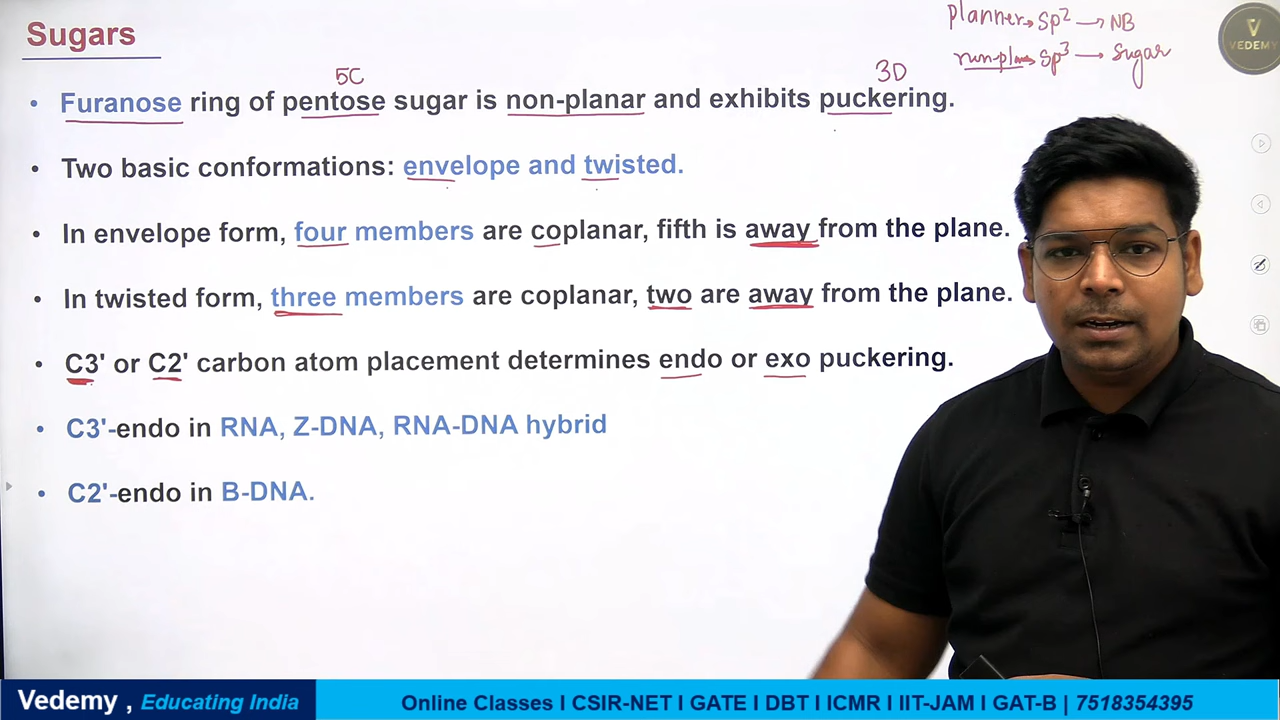 Sugars
planner → Sp² → NB
non-plan → Sp³ → Sugar
VEDEMY
5C
3D
• Furanose ring of pentose sugar is non-planar and exhibits puckering.
• Two basic conformations: envelope and twisted.
• In envelope form, four members are coplanar, fifth is away from the plane.
• In twisted form, three members are coplanar, two are away from the plane.
• C3' or C2' carbon atom placement determines endo or exo puckering.
• C3'-endo in RNA, Z-DNA, RNA-DNA hybrid
• C2'-endo in B-DNA.
Vedemy , Educating India
Online Classes I CSIR-NET I GATE I DBT I ICMR I IIT-JAM I GAT-B | 7518354395